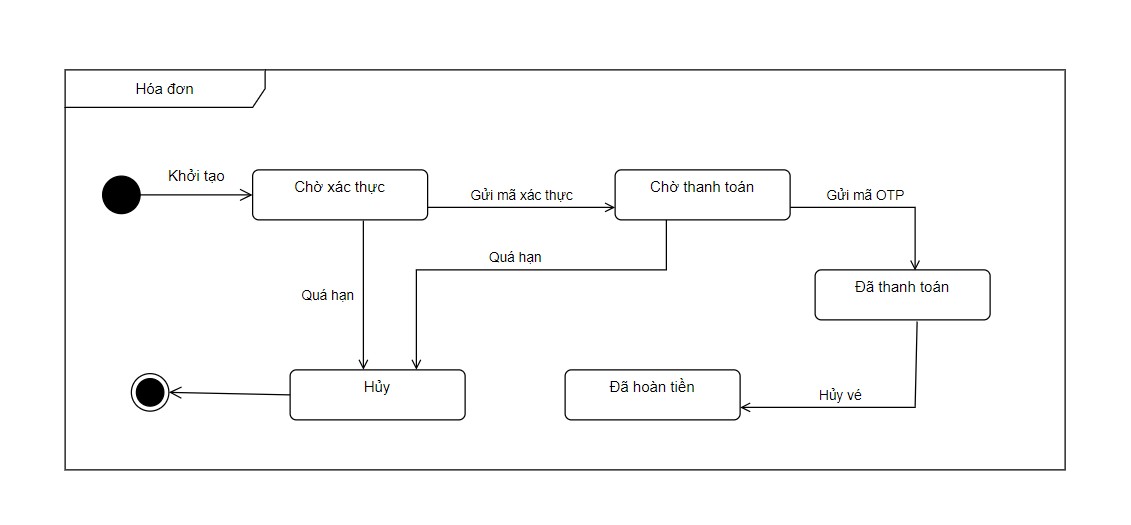 Hóa đơn
Khởi tạo
Chờ xác thực
Gửi mã xác thực
Chờ thanh toán
Gửi mã OTP
Quá hạn
Quá hạn
Đã thanh toán
Hủy
Đã hoàn tiền
Hủy vé